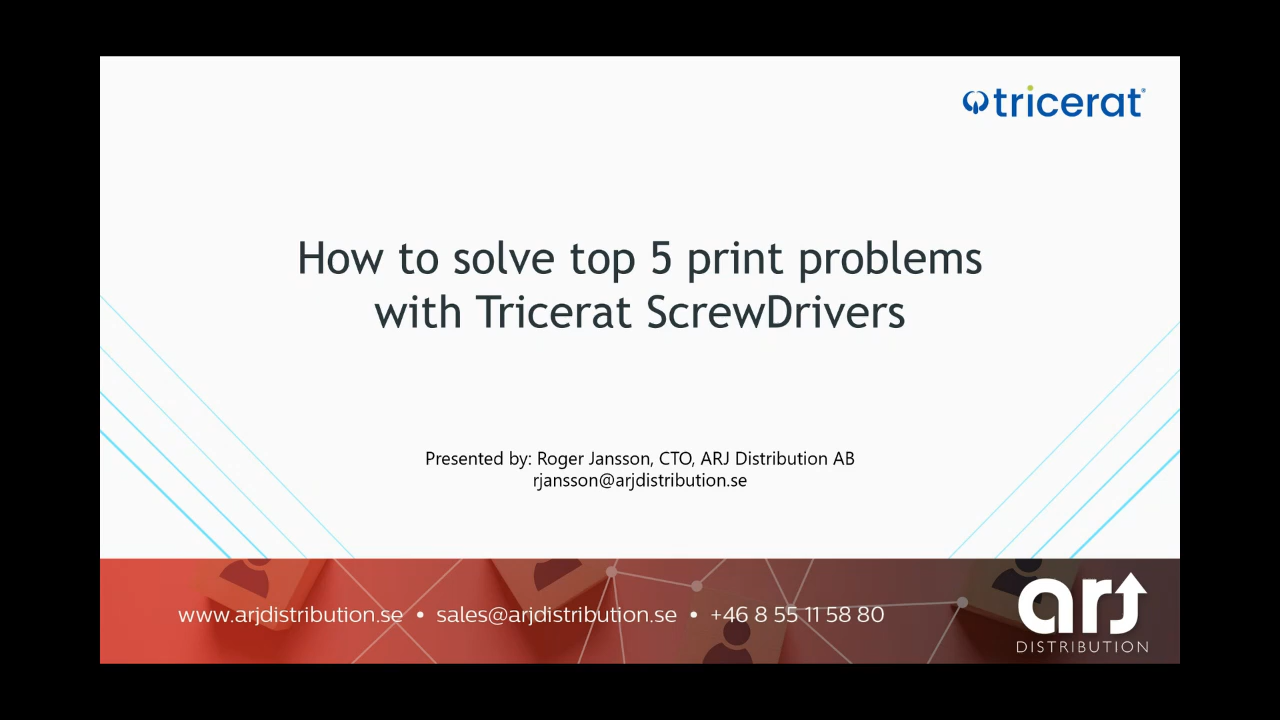 tricerat
How to solve top 5 print problems
with Tricerat ScrewDrivers
Presented by: Roger Jansson, CTO, ARJ Distribution AB
rjansson@arjdistribution.se
www.arjdistribution.se • sales@arjdistribution.se • +46 8 55 11 58 80
arj
DISTRIBUTION